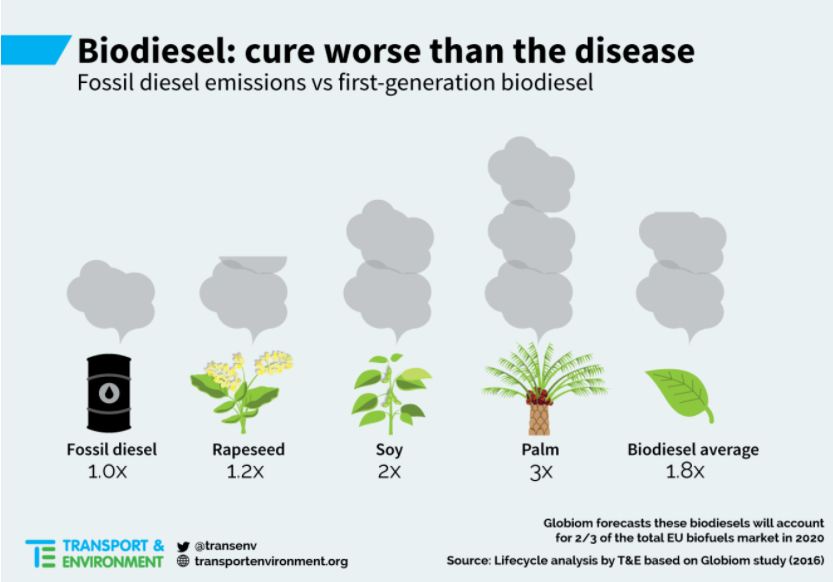 Biodiesel: cure worse than the disease
Fossil diesel emissions vs first-generation biodiesel
Fossil diesel
1.0x
Rapeseed
1.2x
Soy
2x
Palm
3x
Biodiesel average
1.8x
Globiom forecasts these biodiesels will account
for 2/3 of the total EU biofuels market in 2020
Source: Lifecycle analysis by T&E based on Globiom study (2016)
TE TRANSPORT &
ENVIRONMENT
@transenv
transportenvironment.org